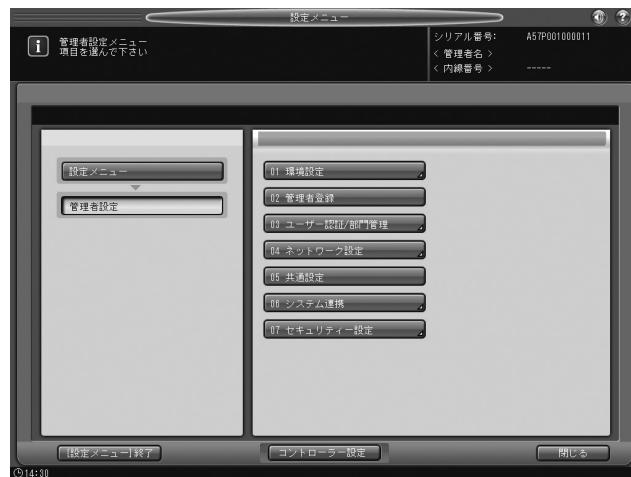 設定メニュー
管理者設定メニュー
項目を選んで下さい
シリアル番号: A57P001000011
< 管理者名 >
< 内線番号 > -----
設定メニュー
管理者設定
01 環境設定
02 管理者登録
03 ユーザー認証/部門管理
04 ネットワーク設定
05 共通設定
06 システム連携
07 セキュリティー設定
[設定メニュー]終了
コントローラー設定
閉じる
14:30